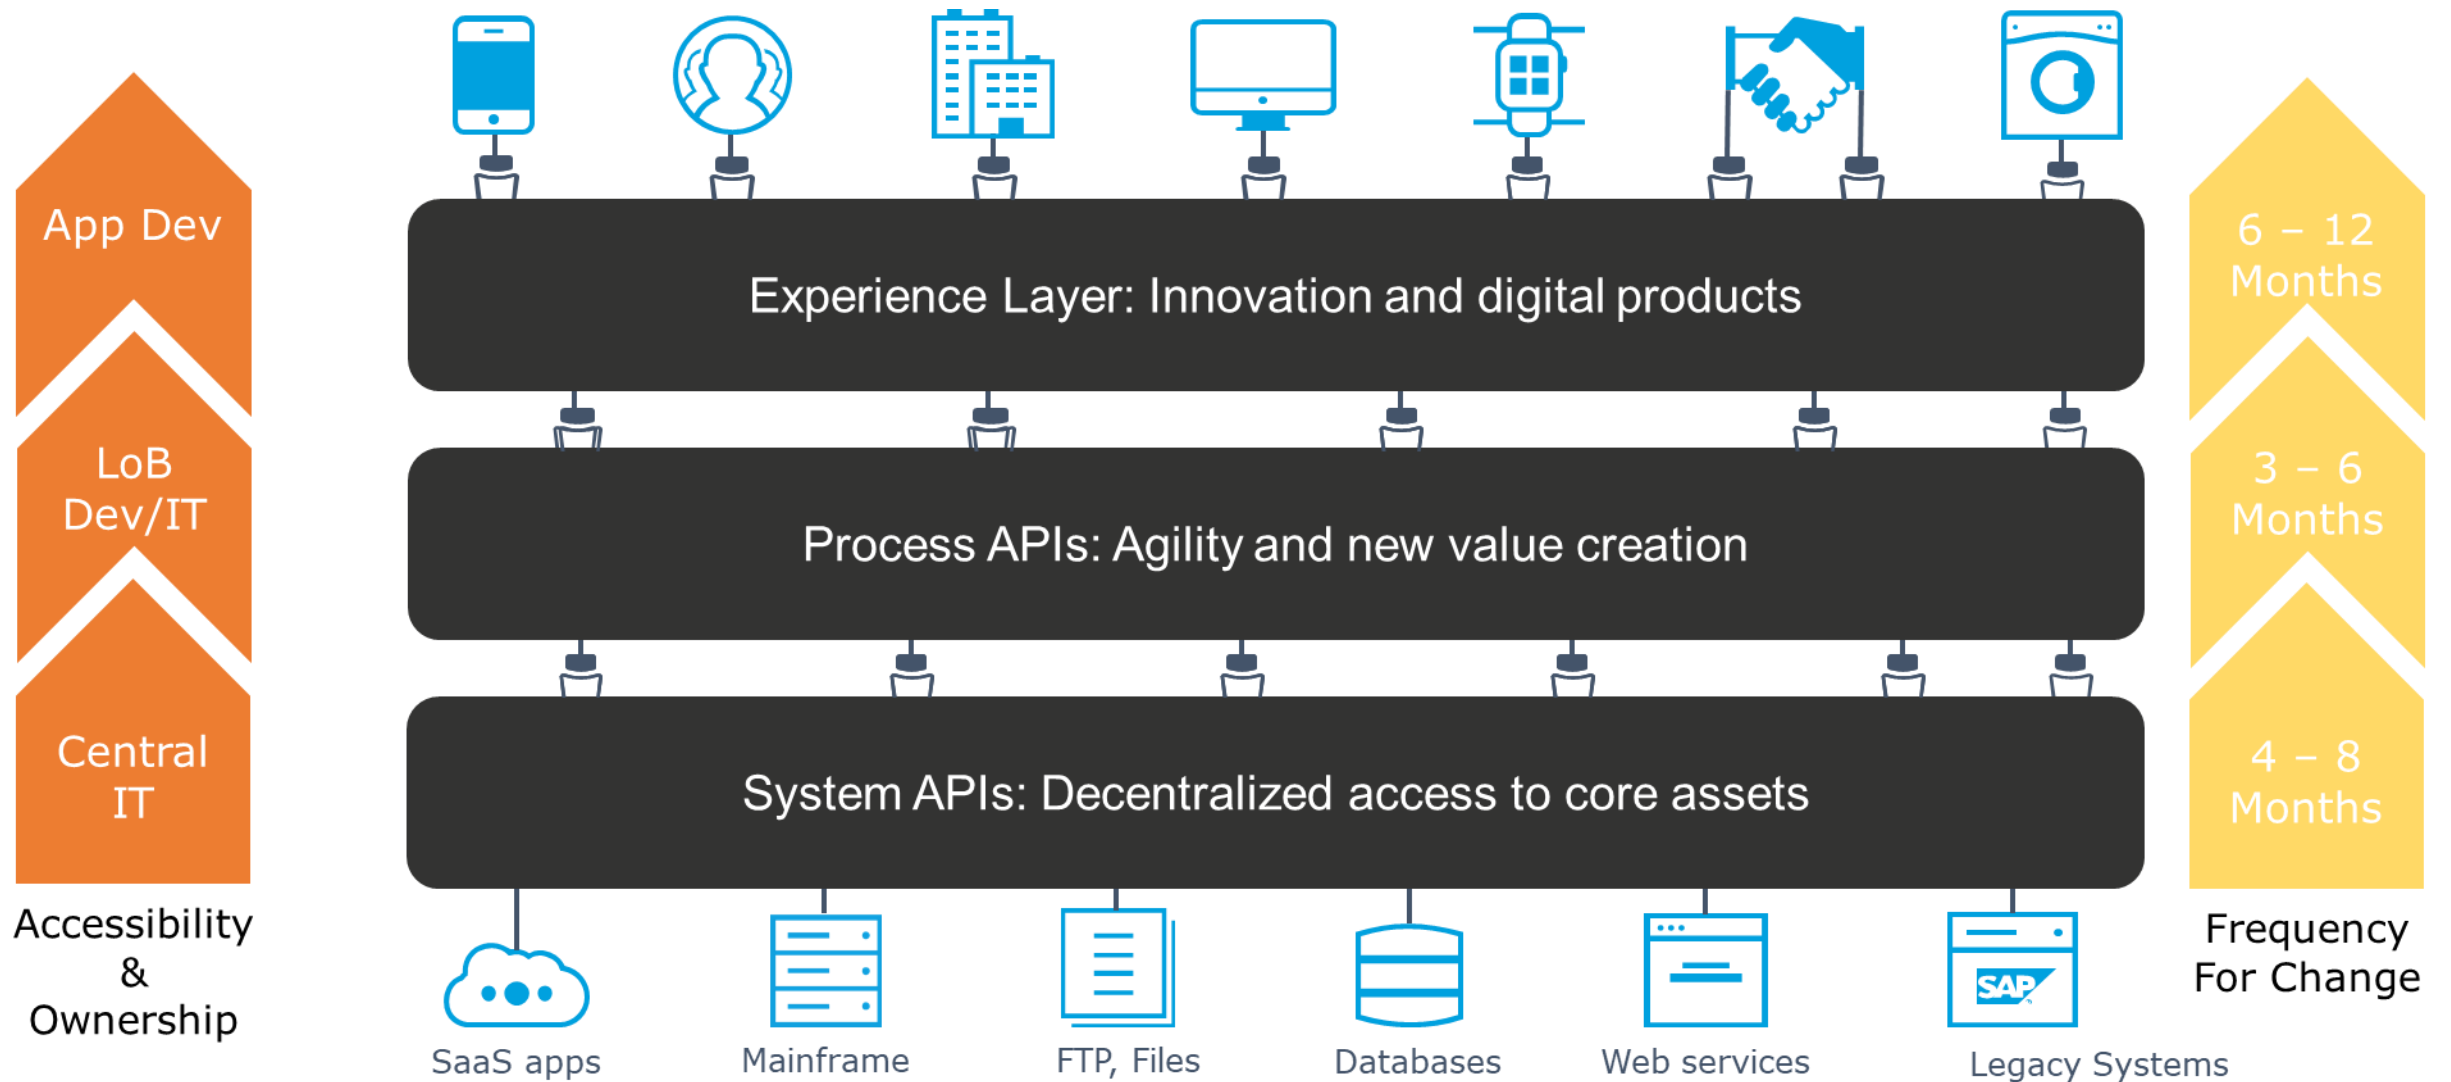 App Dev
LoB
Dev/IT
Central
IT
Accessibility
&
Ownership
Experience Layer: Innovation and digital products
Process APIs: Agility and new value creation
System APIs: Decentralized access to core assets
SaaS apps
Mainframe
FTP, Files
Databases
Web services
SAP
Legacy Systems
6 – 12
Months
3 – 6
Months
4 – 8
Months
Frequency
For Change